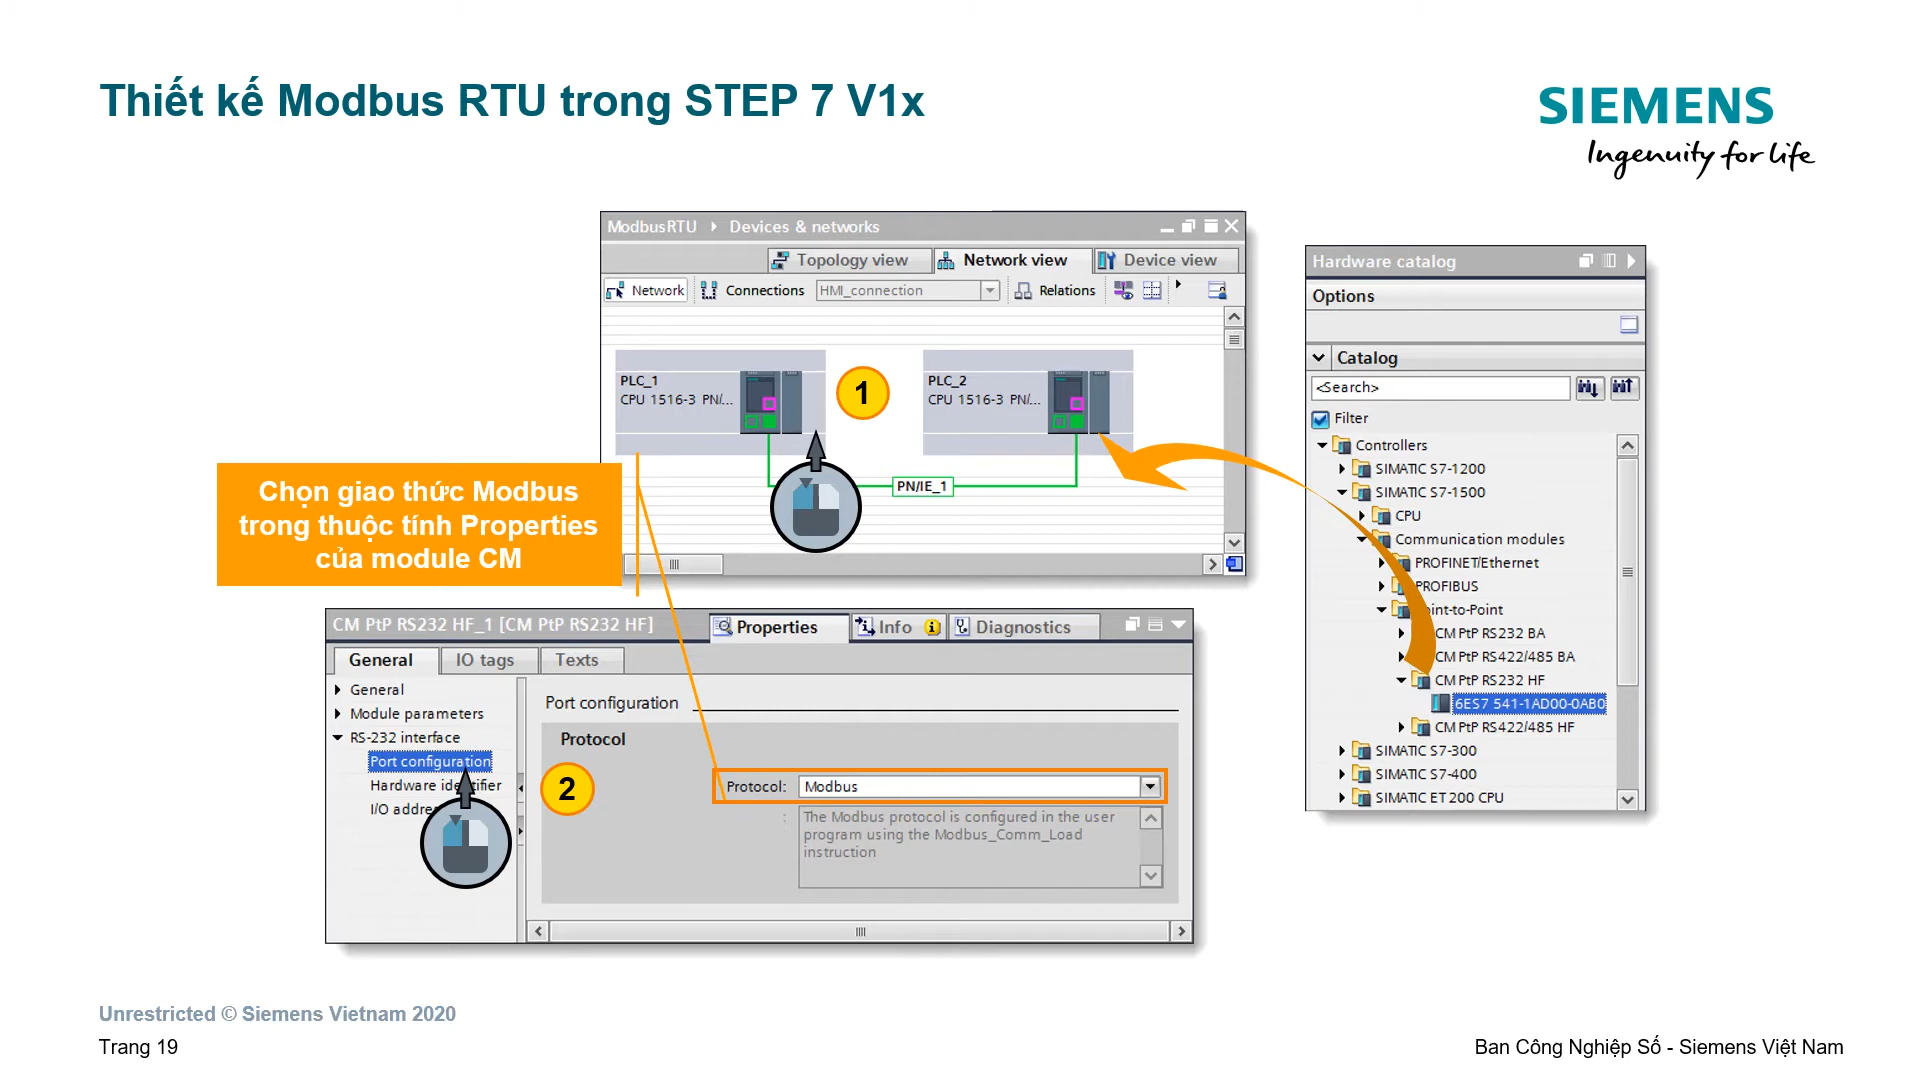 Thiết kế Modbus RTU trong STEP 7 V1x
SIEMENS
Ingenuity for life
ModbusRTU Devices & networks
Topology view Network view Device view
Network Connections HMI_connection Relations
PLC_1
CPU 1516-3 PN/...
1
PLC_2
CPU 1516-3 PN/...
PN/IE_1
Chọn giao thức Modbus
trong thuộc tính Properties
của module CM
Hardware catalog
Options
Catalog
<Search>
Filter
Controllers
SIMATIC S7-1200
SIMATIC S7-1500
CPU
Communication modules
PROFINET/Ethernet
PROFIBUS
oint-to-Point
CM PtP RS232 BA
CM PtP RS422/485 BA
CM PtP RS232 HF
6ES7 541-1AD00-0AB0
CM PtP RS422/485 HF
SIMATIC S7-300
SIMATIC S7-400
SIMATIC ET 200 CPU
CM PtP RS232 HF_1 [CM PtP RS232 HF]
Properties Info Diagnostics
General IO tags Texts
General
Module parameters
RS-232 interface
Port configuration
Hardware identifier
I/O addre
Port configuration
Protocol
2
Protocol: Modbus
: The Modbus protocol is configured in the user
program using the Modbus_Comm_Load
instruction
Unrestricted © Siemens Vietnam 2020
Trang 19
Ban Công Nghiệp Số - Siemens Việt Nam